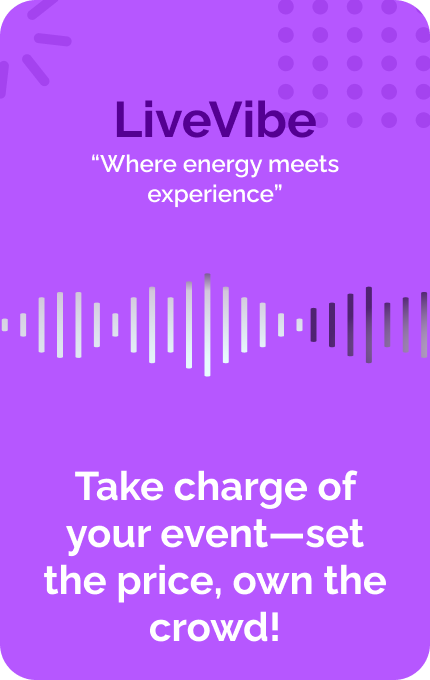 LiveVibe
“Where energy meets
experience”
Take charge of
your event—set
the price, own the
crowd!